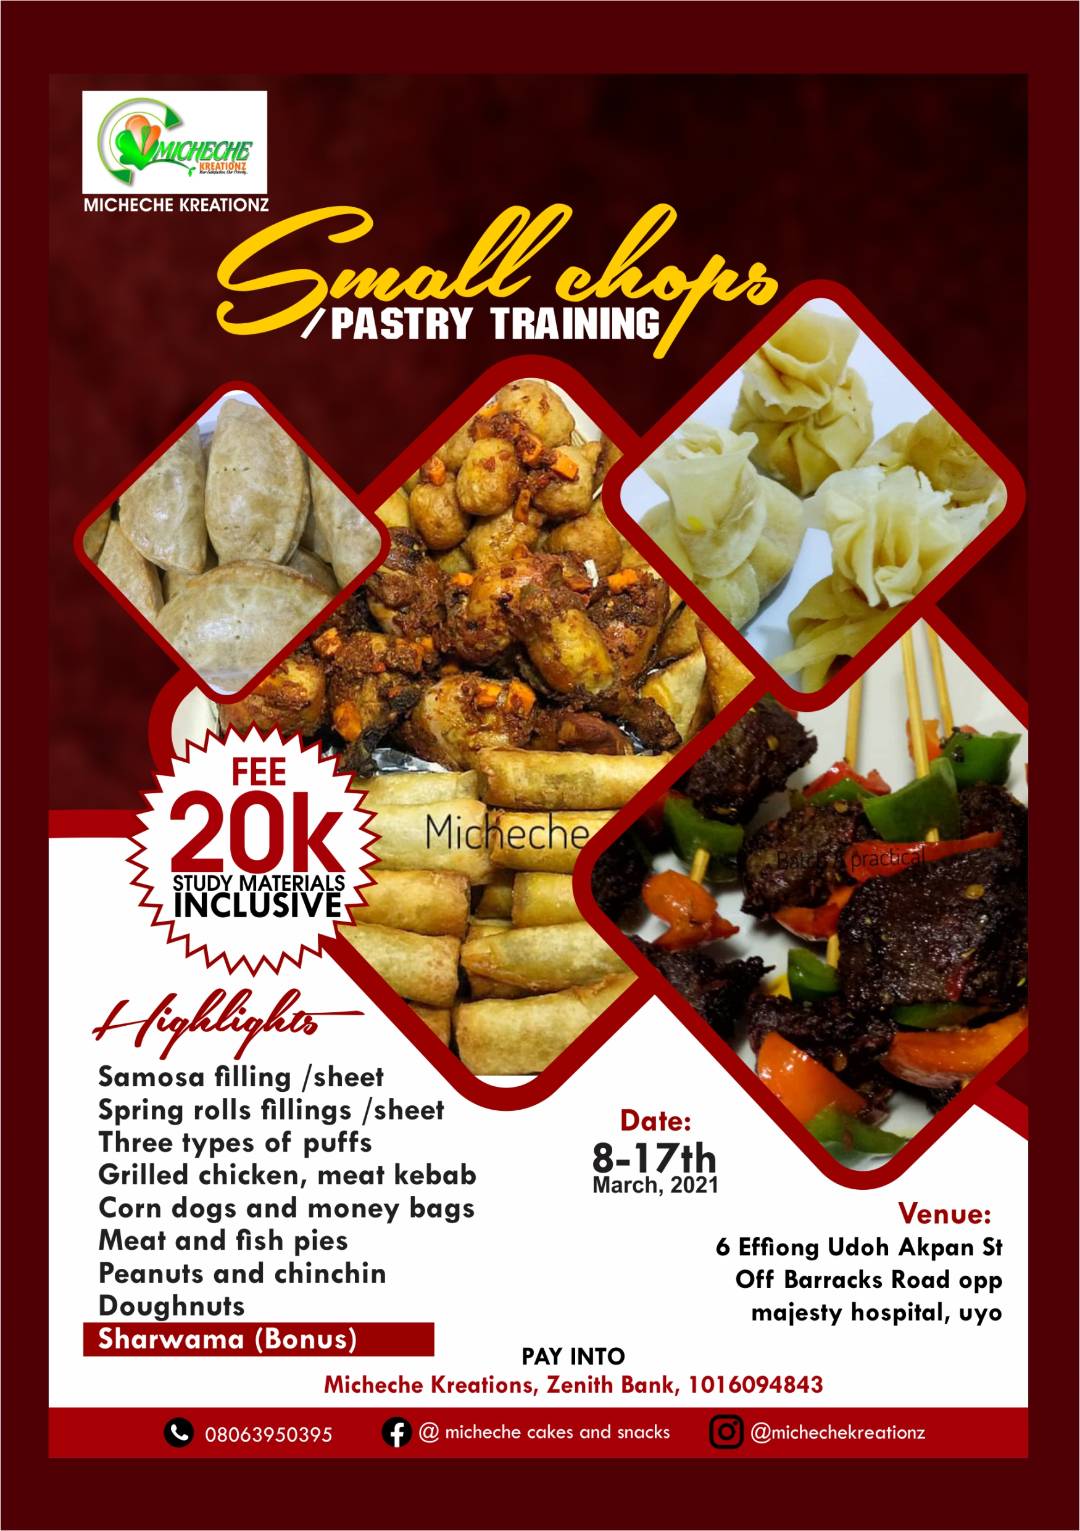 MICHECHE
KREATIONZ
MICHECHE KREATIONZ
Small chops
/PASTRY TRAINING
FEE
20k
STUDY MATERIALS
INCLUSIVE
Micheche
Batch practical
Highlights
Samosa filling /sheet
Spring rolls fillings /sheet
Three types of puffs
Grilled chicken, meat kebab
Corn dogs and money bags
Meat and fish pies
Peanuts and chinchin
Doughnuts
Sharwama (Bonus)
Date:
8-17th
March, 2021
Venue:
6 Effiong Udoh Akpan St
Off Barracks Road opp
majesty hospital, uyo
PAY INTO
Micheche Kreations, Zenith Bank, 1016094843
08063950395
@ micheche cakes and snacks
@michechekreationz